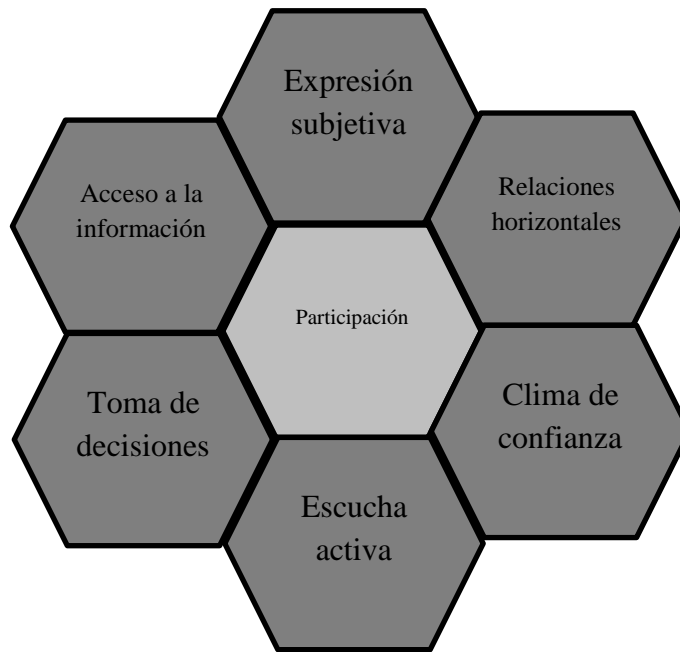 Expresión
subjetiva
Acceso a la
información
Relaciones
horizontales
Participación
Toma de
decisiones
Clima de
confianza
Escucha
activa